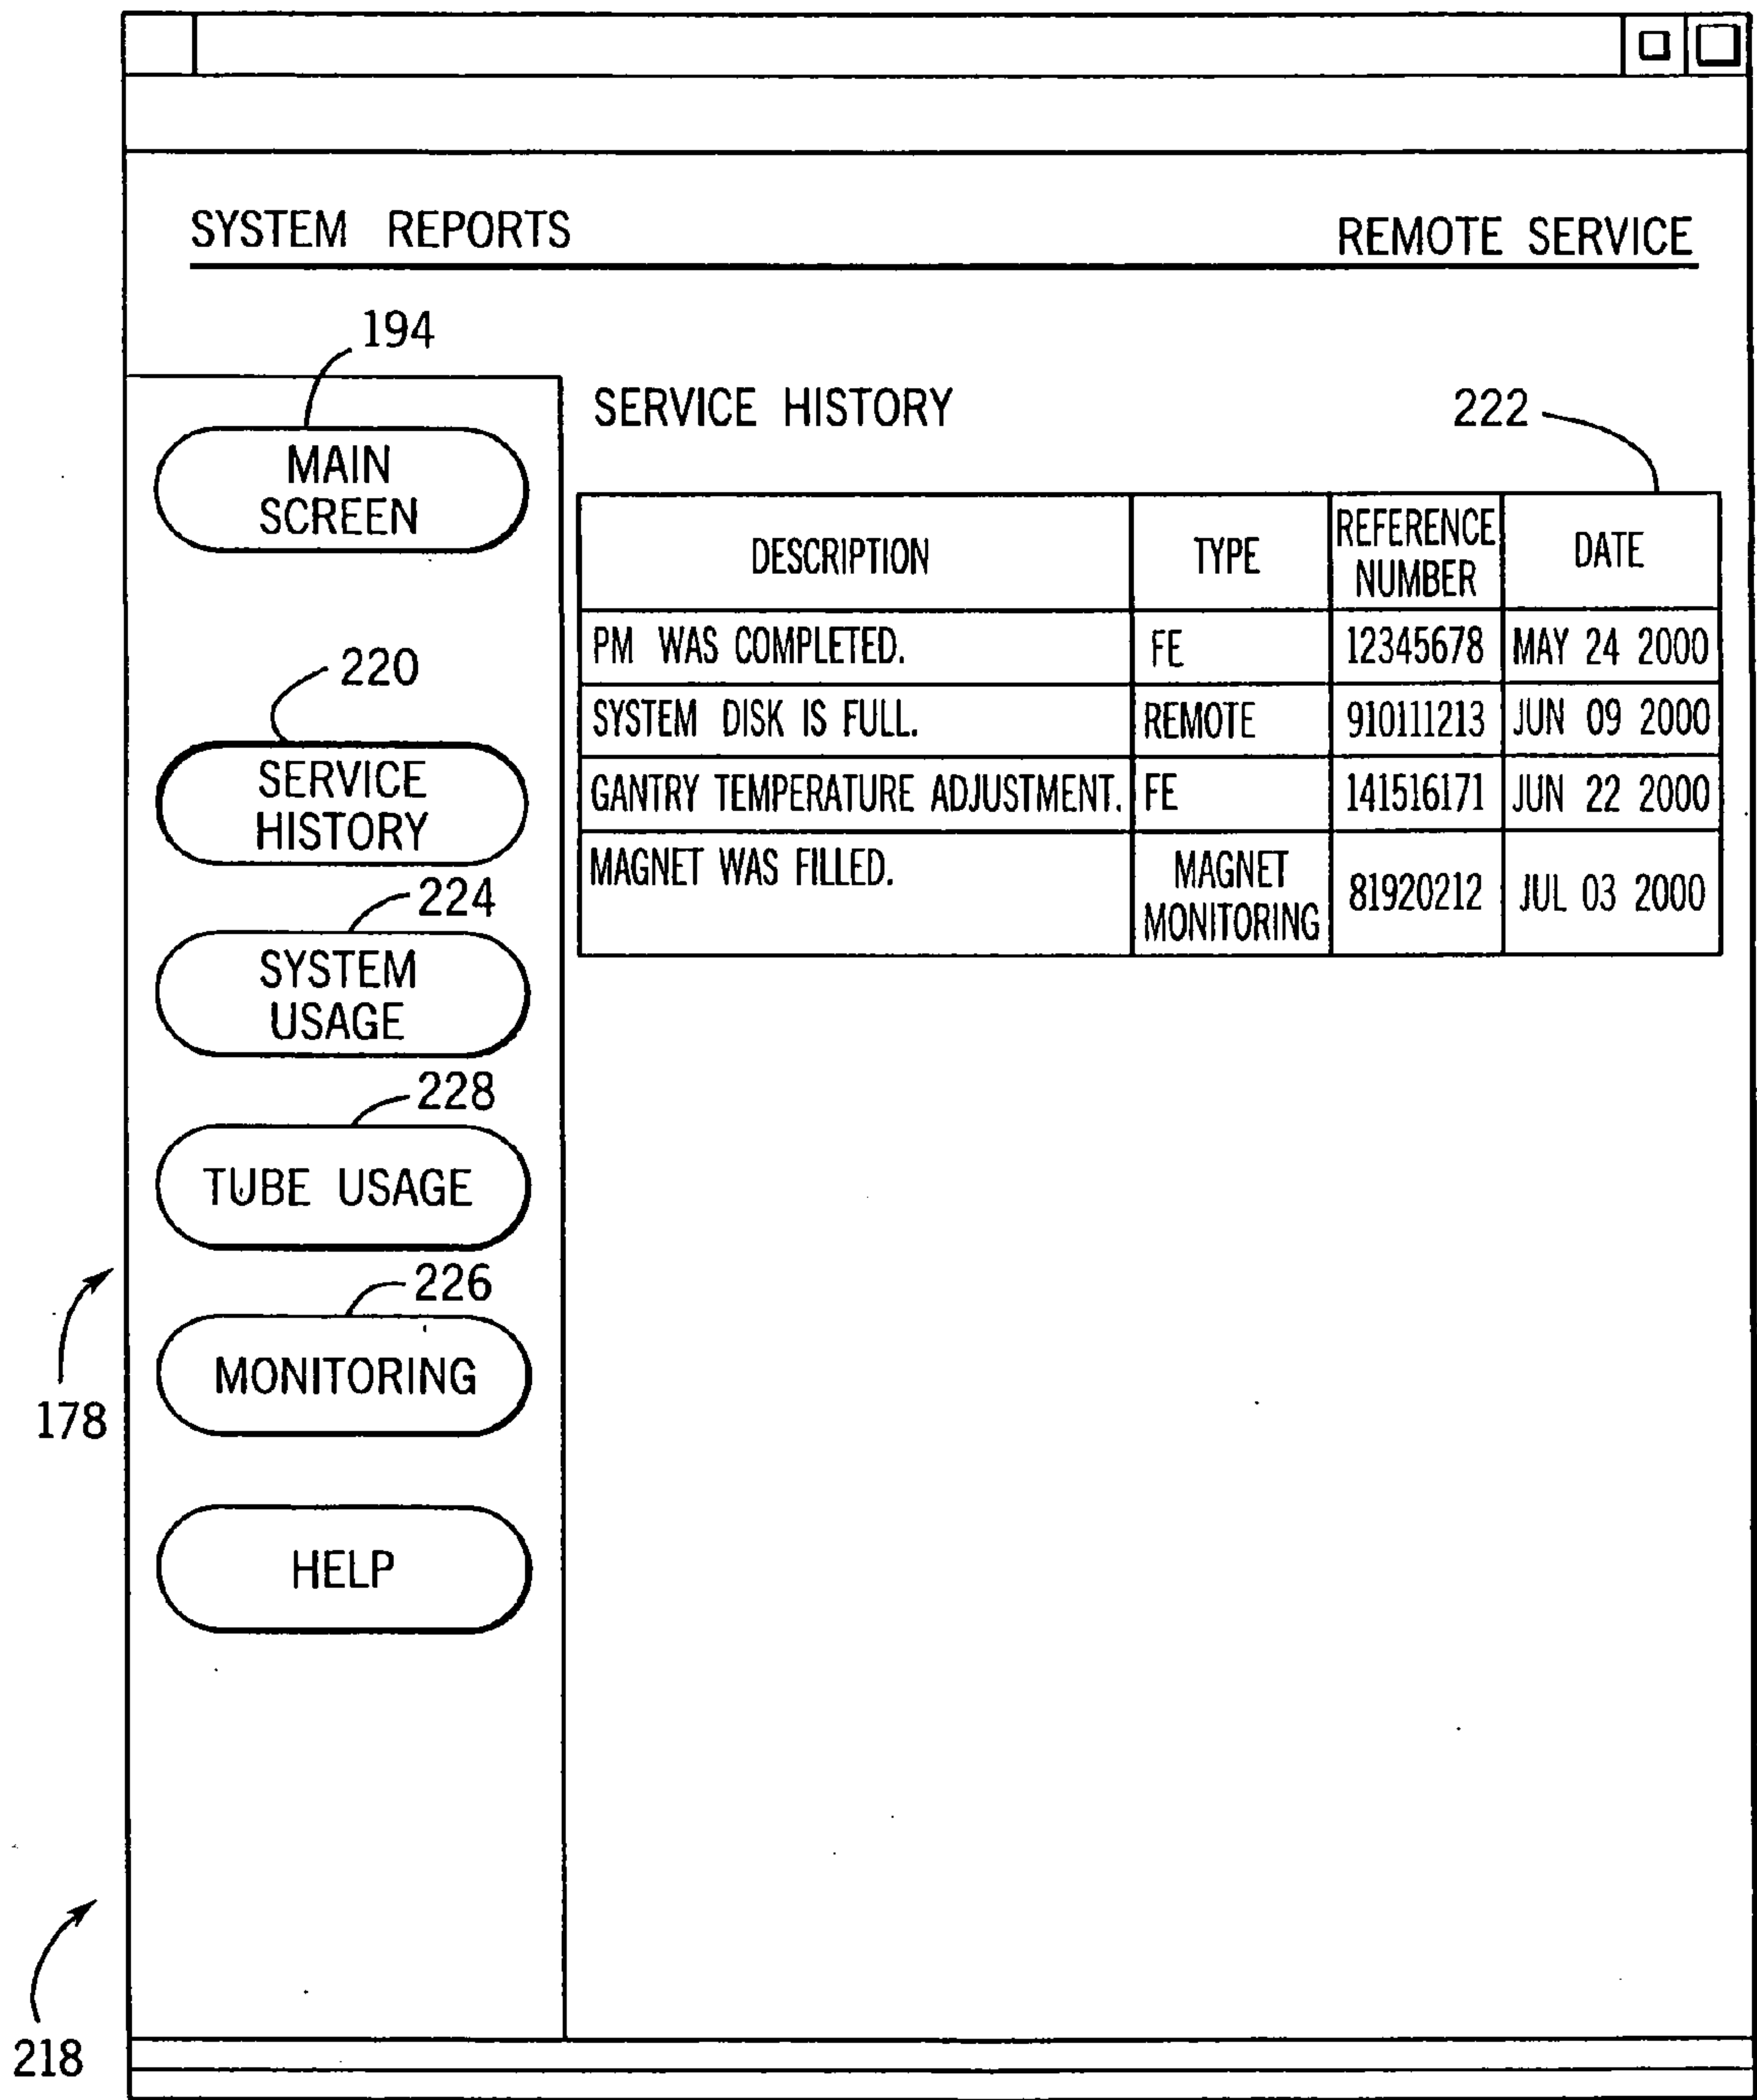 SYSTEM REPORTS
REMOTE SERVICE
194
MAIN
SCREEN
220
SERVICE
HISTORY
224
SYSTEM
USAGE
228
TUBE USAGE
226
MONITORING
HELP
178
218
SERVICE HISTORY
222
DESCRIPTION TYPE REFERENCE NUMBER DATE
PM WAS COMPLETED. FE 12345678 MAY 24 2000
SYSTEM DISK IS FULL. REMOTE 910111213 JUN 09 2000
GANTRY TEMPERATURE ADJUSTMENT. FE 141516171 JUN 22 2000
MAGNET WAS FILLED. MAGNET MONITORING 81920212 JUL 03 2000